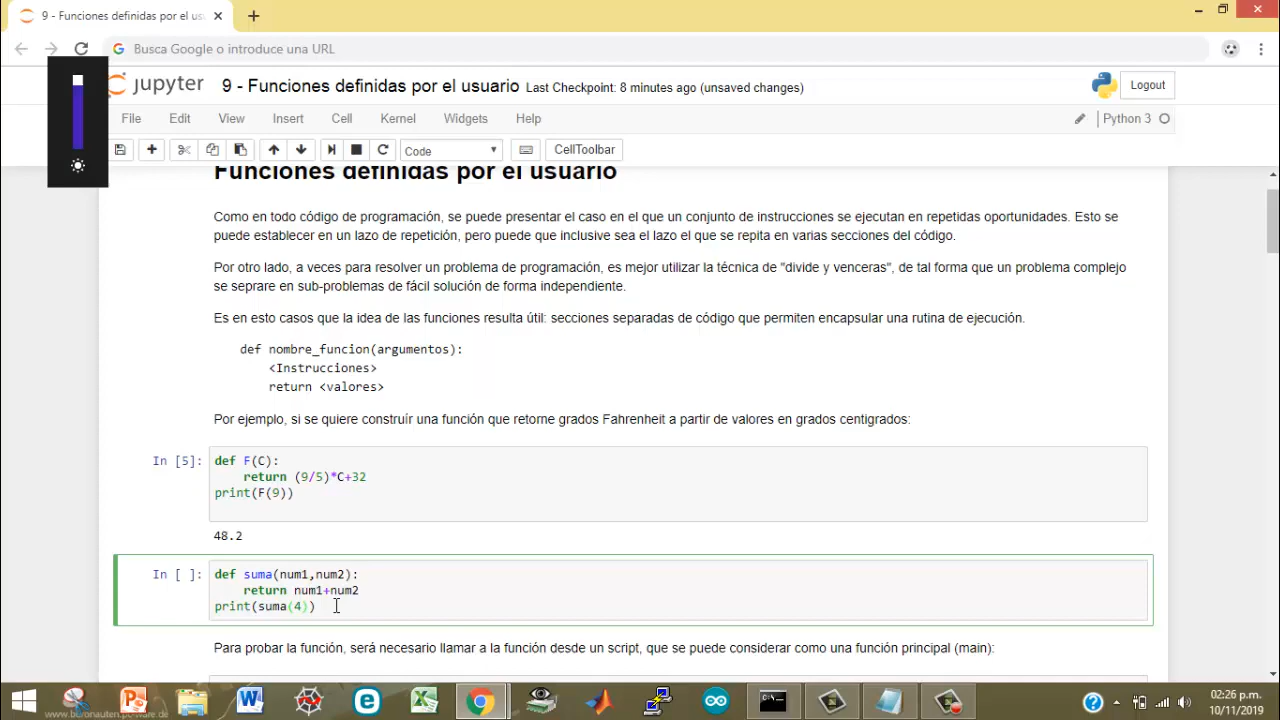 9 - Funciones definidas por el us
Busca Google o introduce una URL
jupyter 9 - Funciones definidas por el usuario Last Checkpoint: 8 minutes ago (unsaved changes)
Logout
File Edit View Insert Cell Kernel Widgets Help
Python 3
Code
CellToolbar
Funciones definidas por el usuario
Como en todo código de programación, se puede presentar el caso en el que un conjunto de instrucciones se ejecutan en repetidas oportunidades. Esto se
puede establecer en un lazo de repetición, pero puede que inclusive sea el lazo el que se repita en varias secciones del código.
Por otro lado, a veces para resolver un problema de programación, es mejor utilizar la técnica de "divide y venceras", de tal forma que un problema complejo
se seprare en sub-problemas de fácil solución de forma independiente.
Es en esto casos que la idea de las funciones resulta útil: secciones separadas de código que permiten encapsular una rutina de ejecución.
def nombre_funcion(argumentos):
<Instrucciones>
return <valores>
Por ejemplo, si se quiere construír una función que retorne grados Fahrenheit a partir de valores en grados centigrados:
In [5]: def F(C):
return (9/5)*C+32
print(F(9))
48.2
In [ ]: def suma(num1,num2):
return num1+num2
print(suma(4))
Para probar la función, será necesario llamar a la función desde un script, que se puede considerar como una función principal (main):
02:26 p.m.
10/11/2019